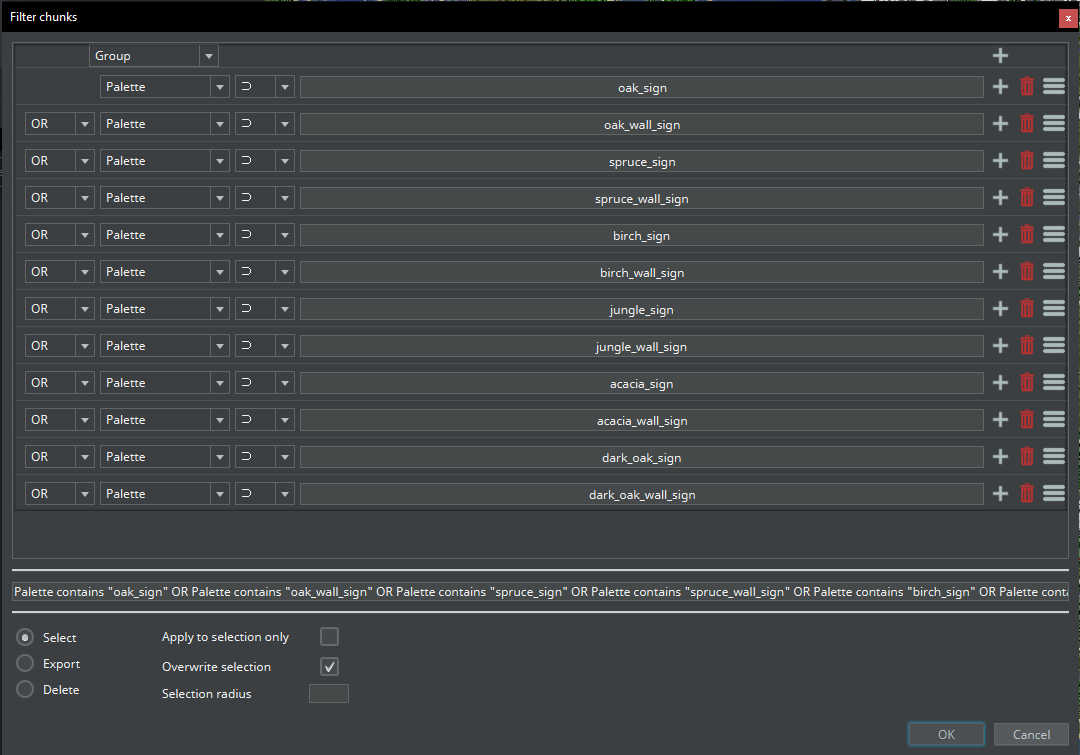 Filter chunks
x
Group
Palette ⊃ oak_sign
OR Palette ⊃ oak_wall_sign
OR Palette ⊃ spruce_sign
OR Palette ⊃ spruce_wall_sign
OR Palette ⊃ birch_sign
OR Palette ⊃ birch_wall_sign
OR Palette ⊃ jungle_sign
OR Palette ⊃ jungle_wall_sign
OR Palette ⊃ acacia_sign
OR Palette ⊃ acacia_wall_sign
OR Palette ⊃ dark_oak_sign
OR Palette ⊃ dark_oak_wall_sign
Palette contains "oak_sign" OR Palette contains "oak_wall_sign" OR Palette contains "spruce_sign" OR Palette contains "spruce_wall_sign" OR Palette contains "birch_sign" OR Palette conta
Select
Apply to selection only
Export
Overwrite selection
Delete
Selection radius
OK
Cancel